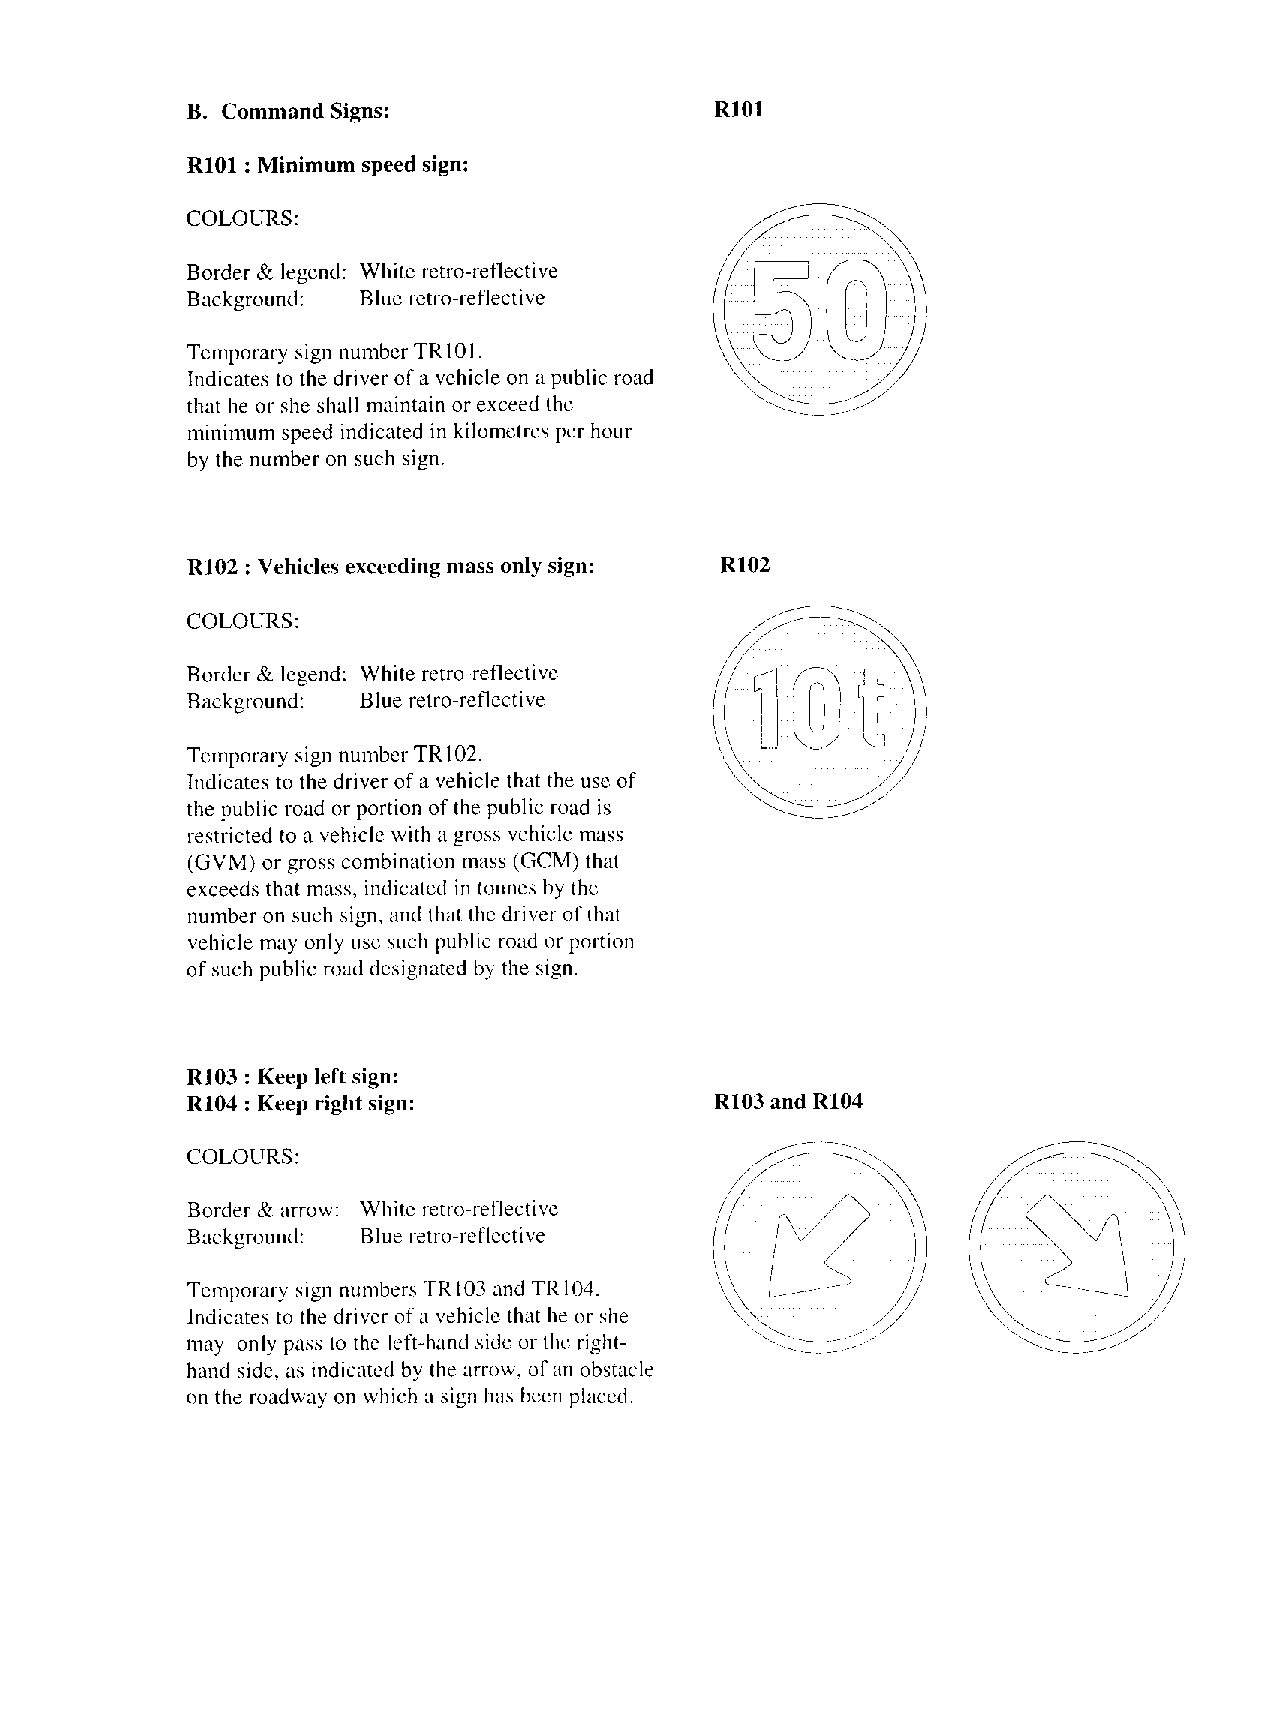 B. Command Signs:
R101
R101 : Minimum speed sign:
COLOURS:
Border & legend: White retro-reflective
Background: Blue retro-reflective
50
Temporary sign number TR101.
Indicates to the driver of a vehicle on a public road
that he or she shall maintain or exceed the
minimum speed indicated in kilometres per hour
by the number on such sign.
R102 : Vehicles exceeding mass only sign:
R102
COLOURS:
Border & legend: White retro-reflective
Background: Blue retro-reflective
10t
Temporary sign number TR102.
Indicates to the driver of a vehicle that the use of
the public road or portion of the public road is
restricted to a vehicle with a gross vehicle mass
(GVM) or gross combination mass (GCM) that
exceeds that mass, indicated in tonnes by the
number on such sign, and that the driver of that
vehicle may only use such public road or portion
of such public road designated by the sign.
R103 : Keep left sign:
R104 : Keep right sign:
R103 and R104
COLOURS:
Border & arrow: White retro-reflective
Background: Blue retro-reflective
Temporary sign numbers TR103 and TR104.
Indicates to the driver of a vehicle that he or she
may only pass to the left-hand side or the right-
hand side, as indicated by the arrow, of an obstacle
on the roadway on which a sign has been placed.